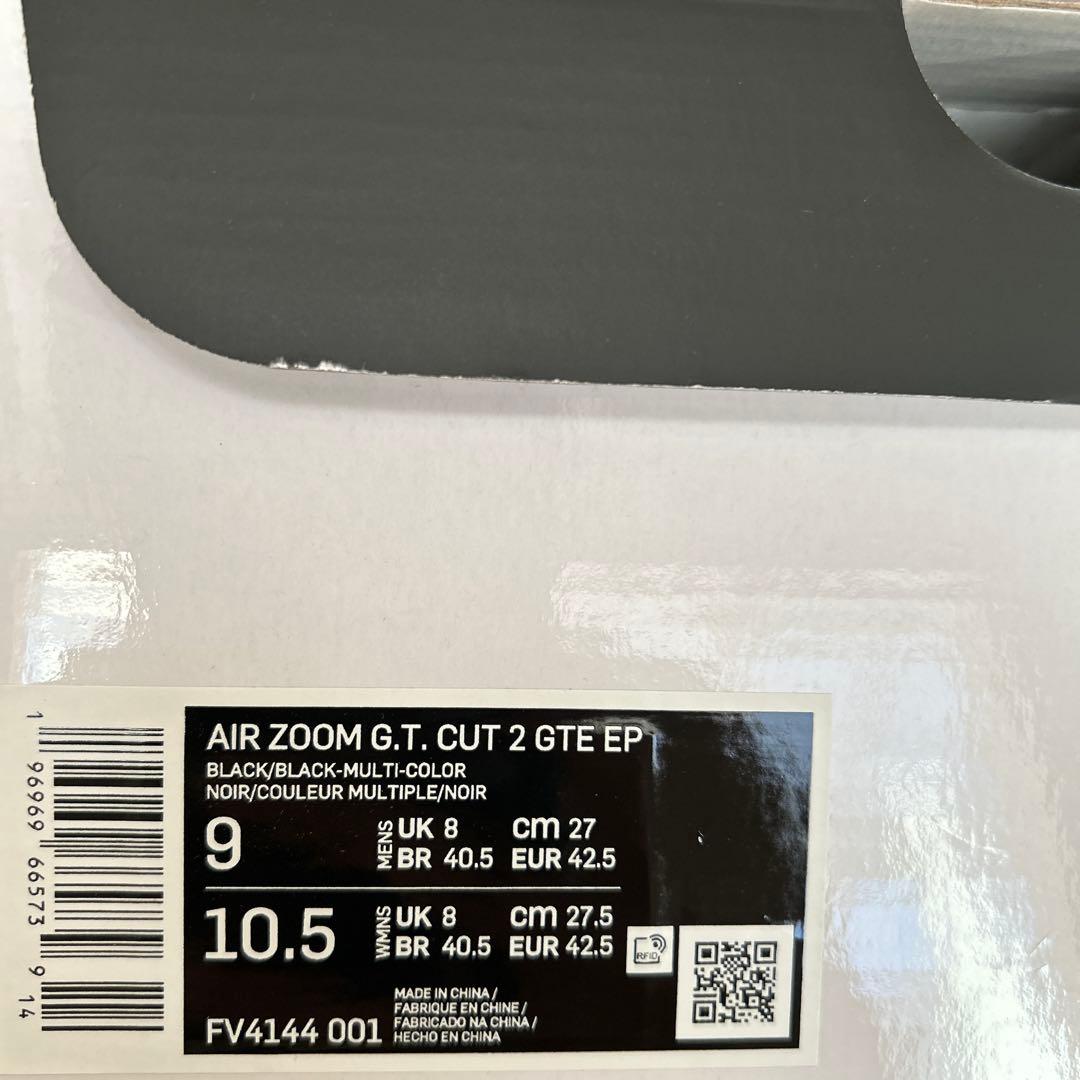 AIR ZOOM G.T. CUT 2 GTE EP
BLACK/BLACK-MULTI-COLOR
NOIR/COULEUR MULTIPLE/NOIR
9 MENS UK 8 cm 27
BR 40.5 EUR 42.5
10.5 WMNS UK 8 cm 27.5
BR 40.5 EUR 42.5
RFID
FV4144 001
MADE IN CHINA /
FABRIQUE EN CHINE /
FABRICADO NA CHINA /
HECHO EN CHINA
1 96969 66573 9 14